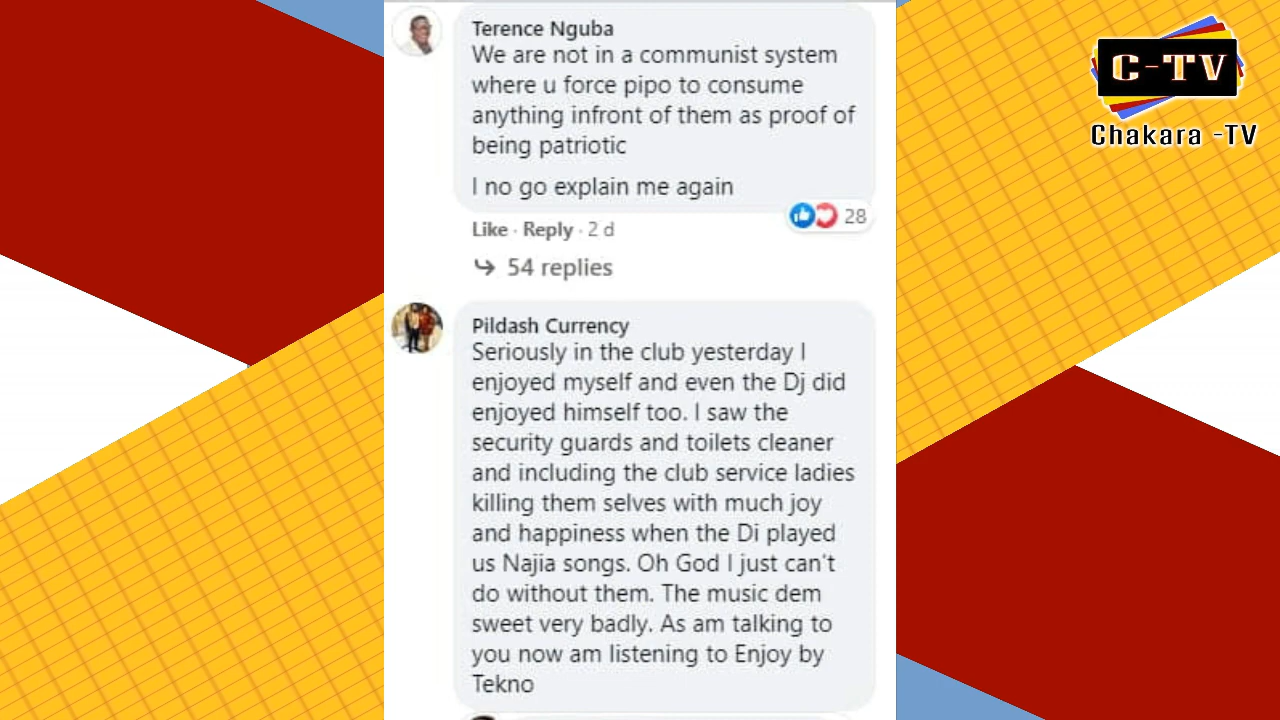 Terence Nguba
We are not in a communist system
where u force pipo to consume
anything infront of them as proof of
being patriotic
I no go explain me again
28
Like · Reply · 2 d
54 replies
Pildash Currency
Seriously in the club yesterday I
enjoyed myself and even the Dj did
enjoyed himself too. I saw the
security guards and toilets cleaner
and including the club service ladies
killing them selves with much joy
and happiness when the Di played
us Najia songs. Oh God I just can't
do without them. The music dem
sweet very badly. As am talking to
you now am listening to Enjoy by
Tekno
C-TV
Chakara -TV